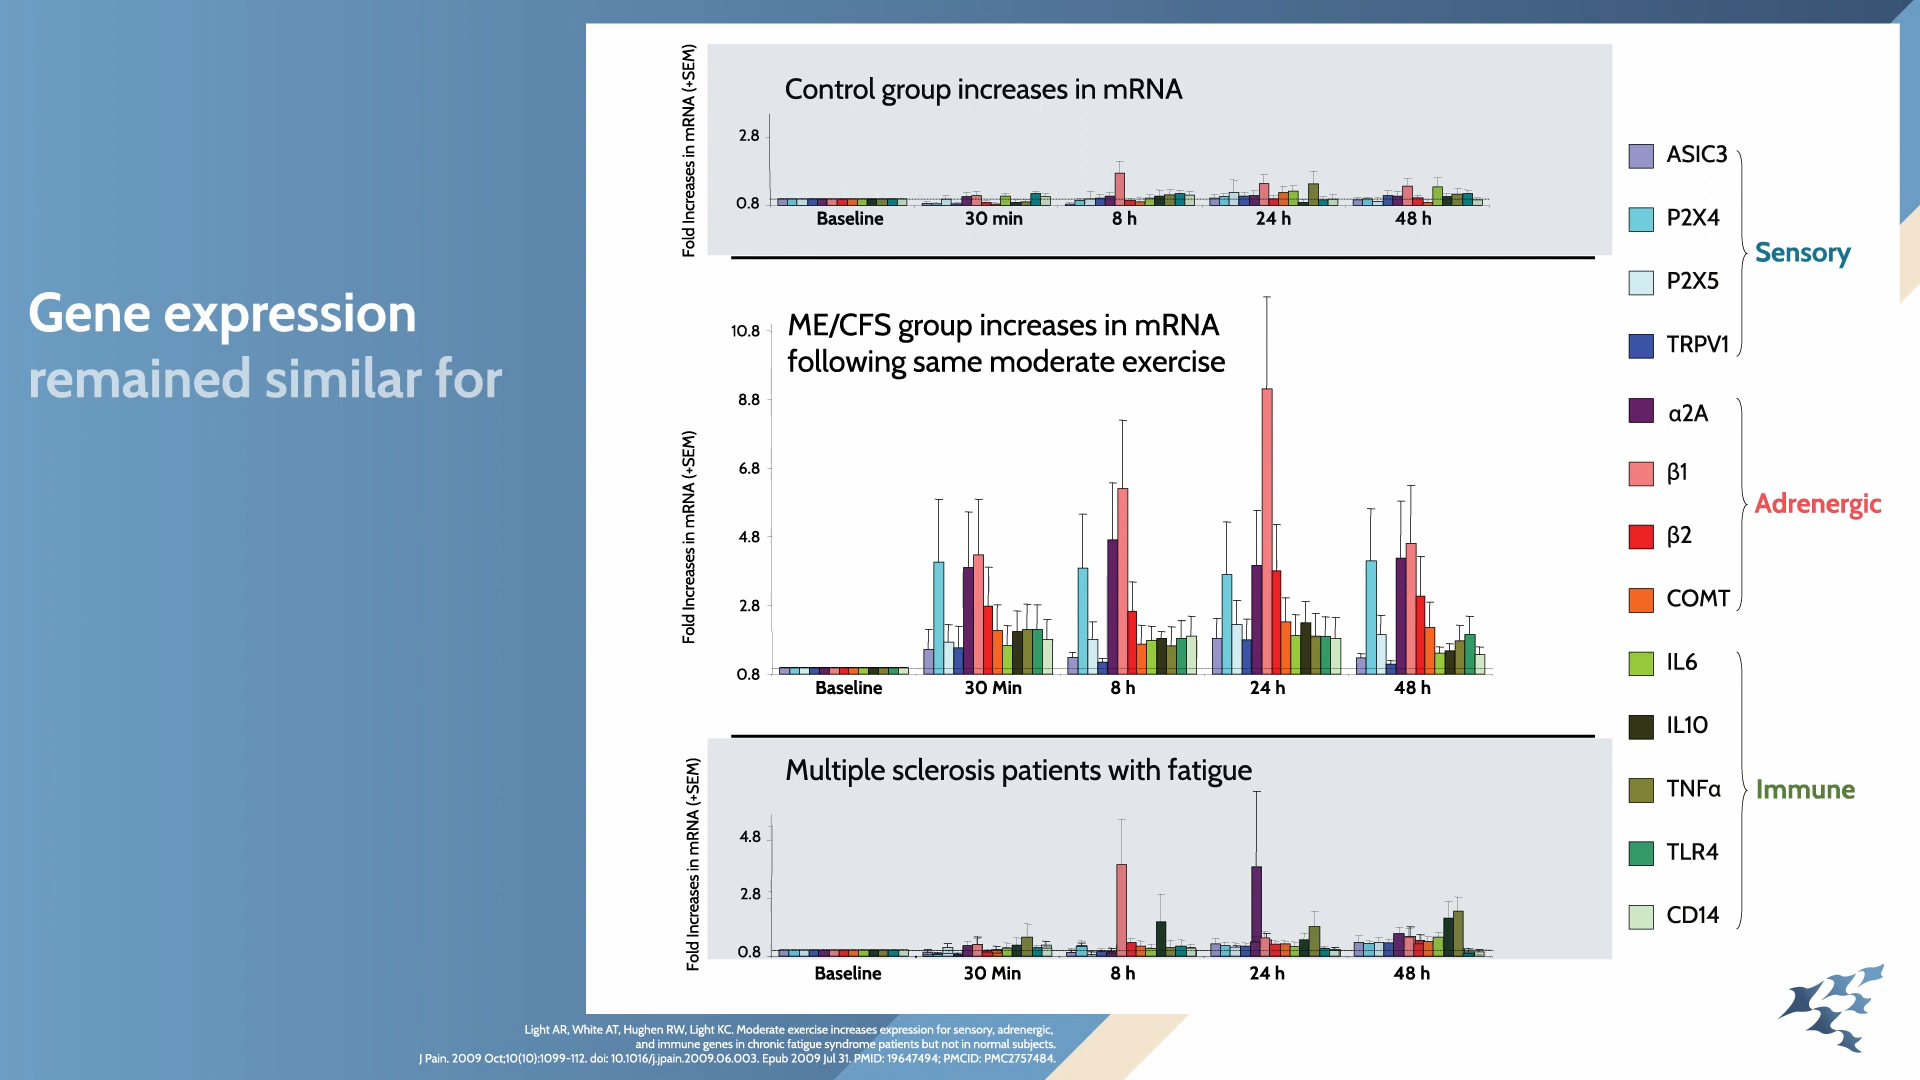 Gene expression
remained similar for
Fold Increases in mRNA (+SEM)
Control group increases in mRNA
2.8
0.8
Baseline
30 min
8 h
24 h
48 h
Fold Increases in mRNA (+SEM)
ME/CFS group increases in mRNA
following same moderate exercise
10.8
8.8
6.8
4.8
2.8
0.8
Baseline
30 Min
8 h
24 h
48 h
Fold Increases in mRNA (+SEM)
Multiple sclerosis patients with fatigue
4.8
2.8
0.8
Baseline
30 Min
8 h
24 h
48 h
ASIC3
P2X4
P2X5
TRPV1
Sensory
α2A
β1
β2
COMT
Adrenergic
IL6
IL10
TNFα
TLR4
CD14
Immune
Light AR, White AT, Hughen RW, Light KC. Moderate exercise increases expression for sensory, adrenergic,
and immune genes in chronic fatigue syndrome patients but not in normal subjects.
J Pain. 2009 Oct;10(10):1099-112. doi: 10.1016/j.jpain.2009.06.003. Epub 2009 Jul 31. PMID: 19647494; PMCID: PMC2757484.